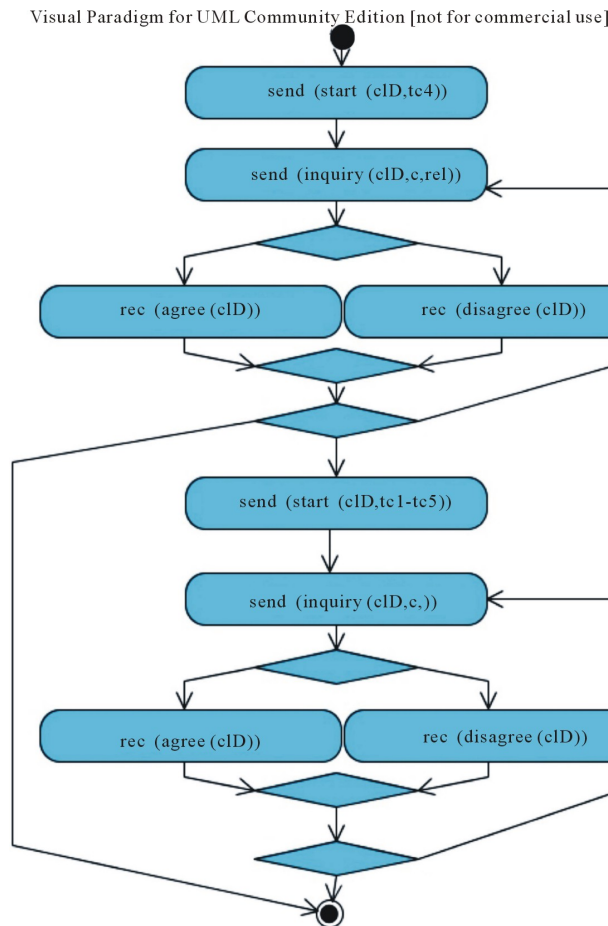 Visual Paradigm for UML Community Edition [not for commercial use]
send (start (clD,tc4))
send (inquiry (clD,c,rel))
rec (agree (clD))
rec (disagree (clD))
send (start (clD,tc1-tc5))
send (inquiry (clD,c,))
rec (agree (clD))
rec (disagree (clD))